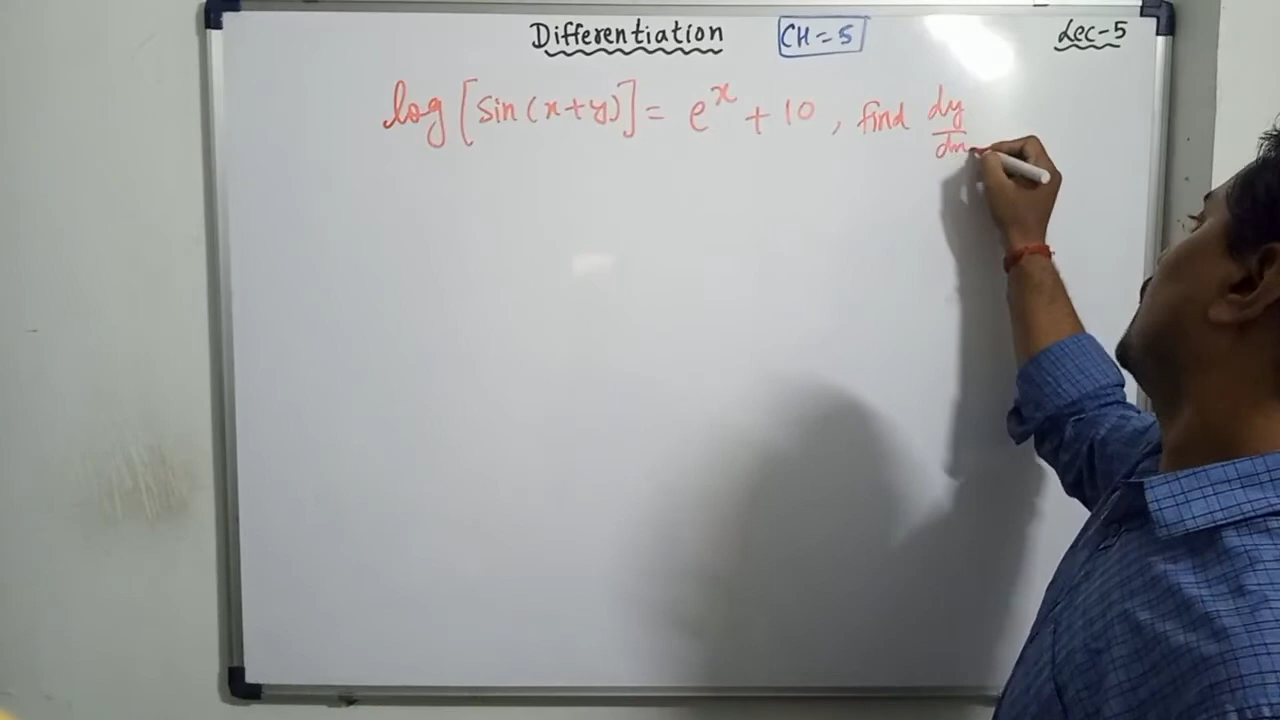 Differentiation CH = 5 Lec-5
log [sin (x+y)] = e^x + 10, find dy/dx